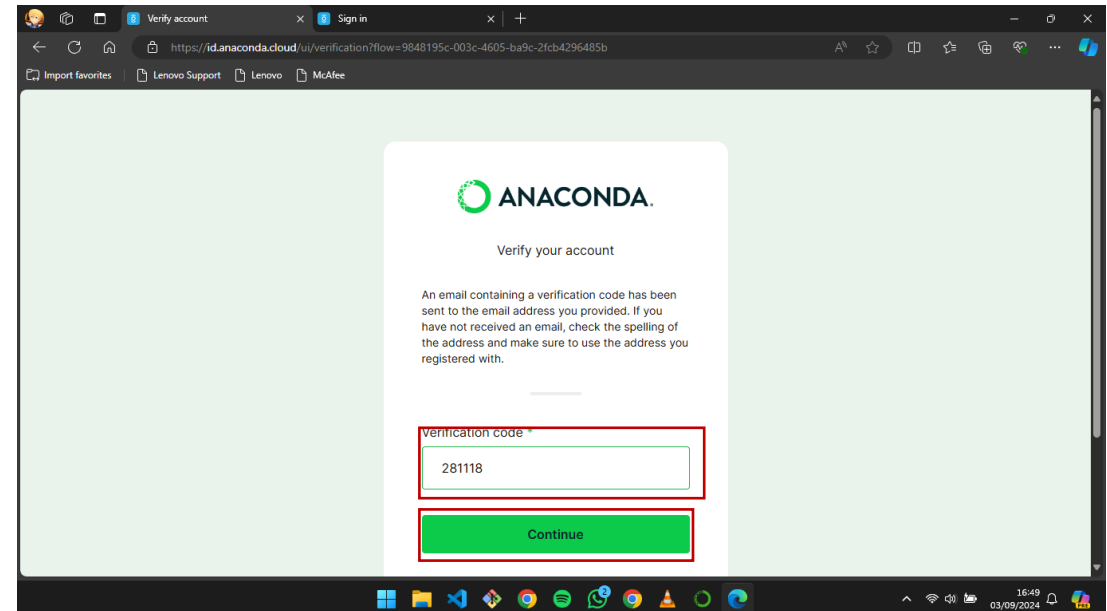 Verify account
Sign in
https://id.anaconda.cloud/ui/verification?flow=9848195c-003c-4605-ba9c-2fcb4296485b
Import favorites
Lenovo Support
Lenovo
McAfee
ANACONDA.
Verify your account
An email containing a verification code has been
sent to the email address you provided. If you
have not received an email, check the spelling of
the address and make sure to use the address you
registered with.
Verification code *
281118
Continue
2
16:49
03/09/2024